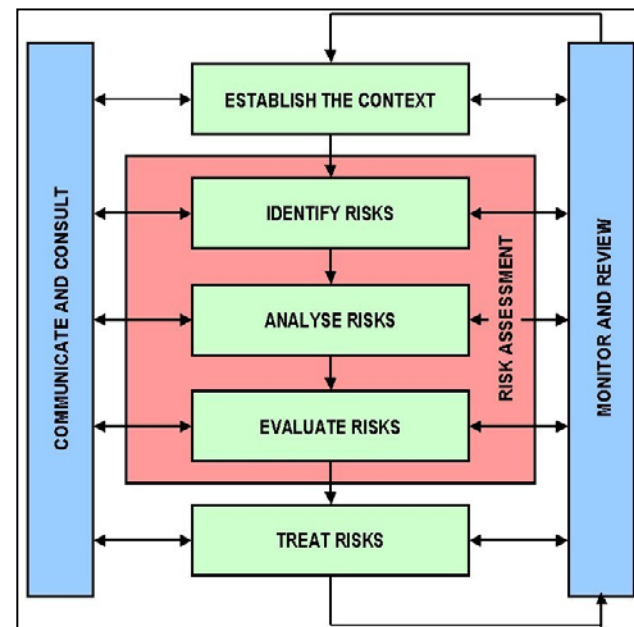 ESTABLISH THE CONTEXT
COMMUNICATE AND CONSULT
IDENTIFY RISKS
ANALYSE RISKS
EVALUATE RISKS
RISK ASSESSMENT
MONITOR AND REVIEW
TREAT RISKS